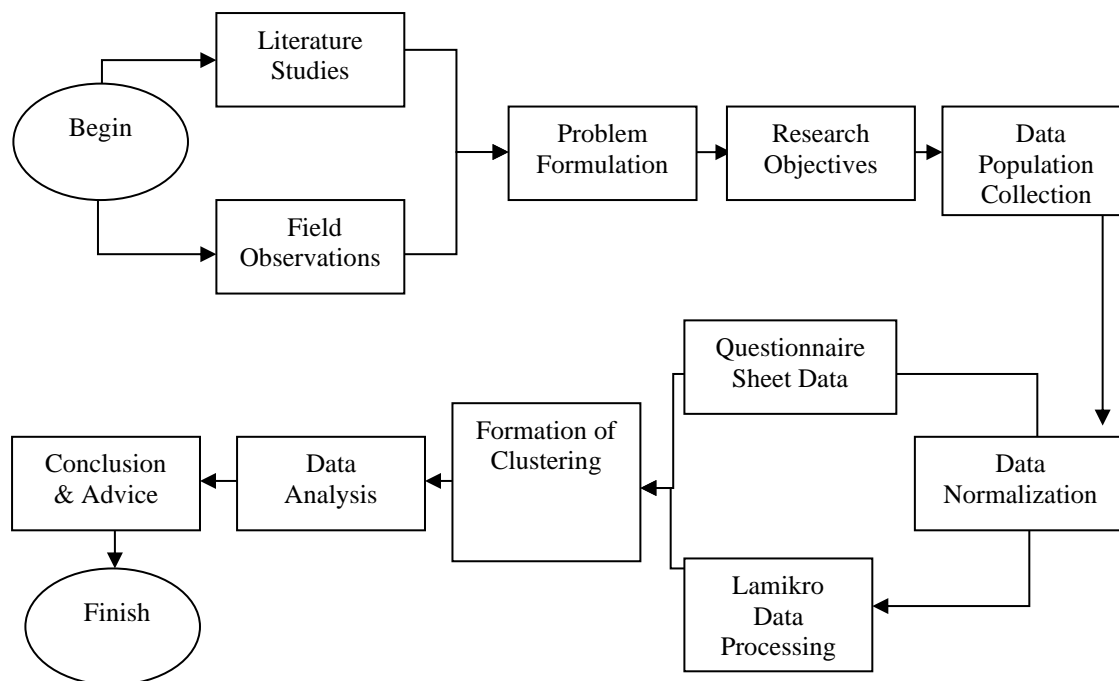 Begin
Literature
Studies
Field
Observations
Problem
Formulation
Research
Objectives
Data
Population
Collection
Data
Normalization
Questionnaire
Sheet Data
Lamikro
Data
Processing
Formation of
Clustering
Data
Analysis
Conclusion
& Advice
Finish